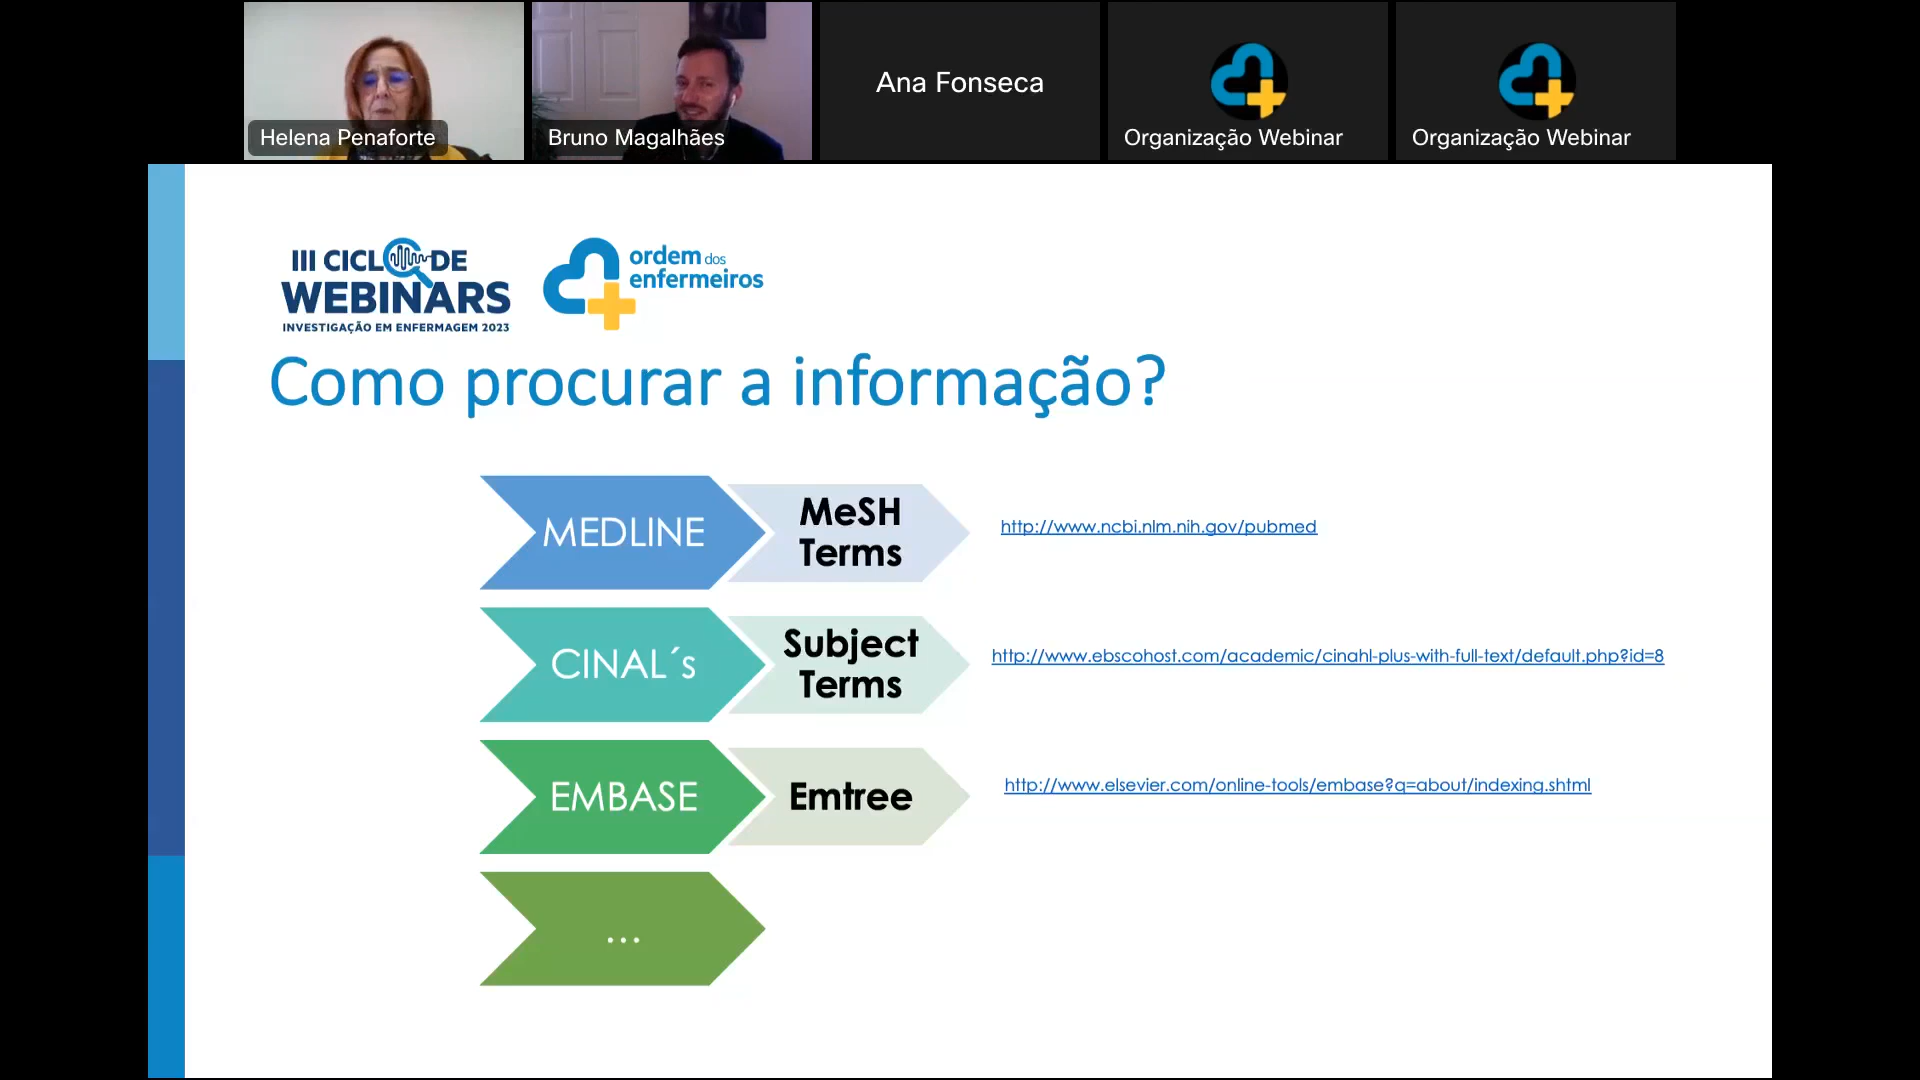 Helena Penaforte
Bruno Magalhães
Ana Fonseca
Organização Webinar
Organização Webinar
III CICLO DE
WEBINARS
INVESTIGAÇÃO EM ENFERMAGEM 2023
ordem dos
enfermeiros
Como procurar a informação?
MEDLINE
MeSH
Terms
http://www.ncbi.nlm.nih.gov/pubmed
CINAL´s
Subject
Terms
http://www.ebscohost.com/academic/cinahl-plus-with-full-text/default.php?id=8
EMBASE
Emtree
http://www.elsevier.com/online-tools/embase?q=about/indexing.shtml
...